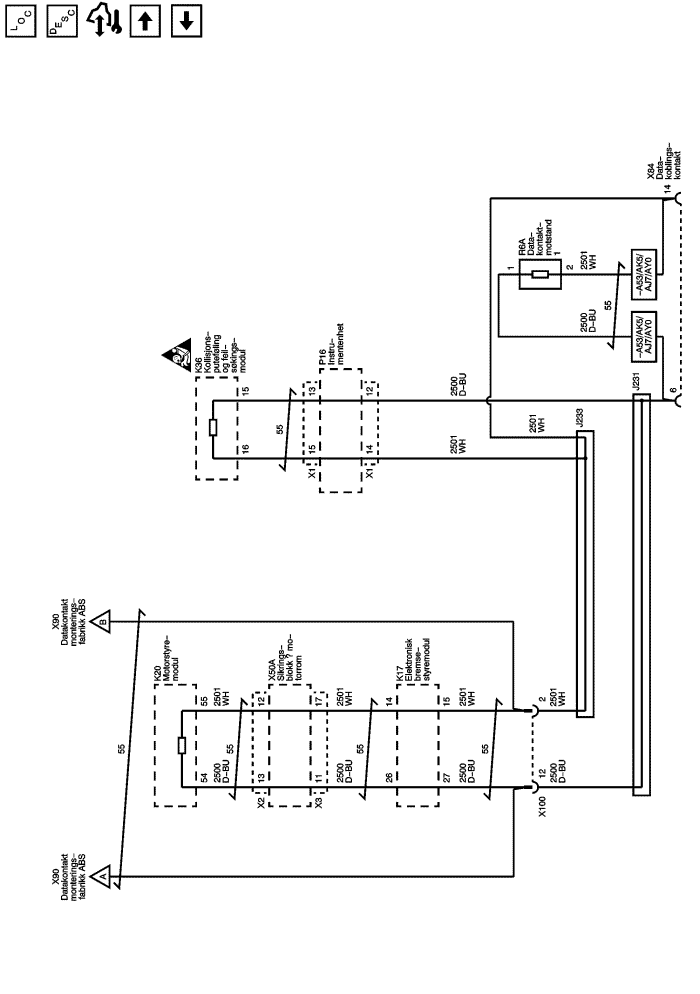 LOC
DESC
X84
Data–
koblings–
kontakt
14
R6A
Data–
kontakt–
motstand
1
1
2
2501
WH
55
2500
D–BU
–A53/AK5/
AJ7/AY0
–A53/AK5/
AJ7/AY0
6
J231
J233
K36
Kollisjons–
puteføling
og feil–
søkings–
modul
15
16
55
P16
Instru–
mentenhet
13
15
X1
12
14
X1
2500
D–BU
2501
WH
2501
WH
X90
Datakontakt
monterings–
fabrikk ABS
B
55
K20
Motorstyre–
modul
55
2501
WH
54
2500
D–BU
55
X50A
Sikrings–
blokk ? mo–
torrom
12
13
X2
17
11
X3
2501
WH
2500
D–BU
55
K17
Elektronisk
bremse–
styremodul
14
26
15
27
2501
WH
2500
D–BU
55
2
2501
WH
12
2500
D–BU
X100
X90
Datakontakt
monterings–
fabrikk ABS
A